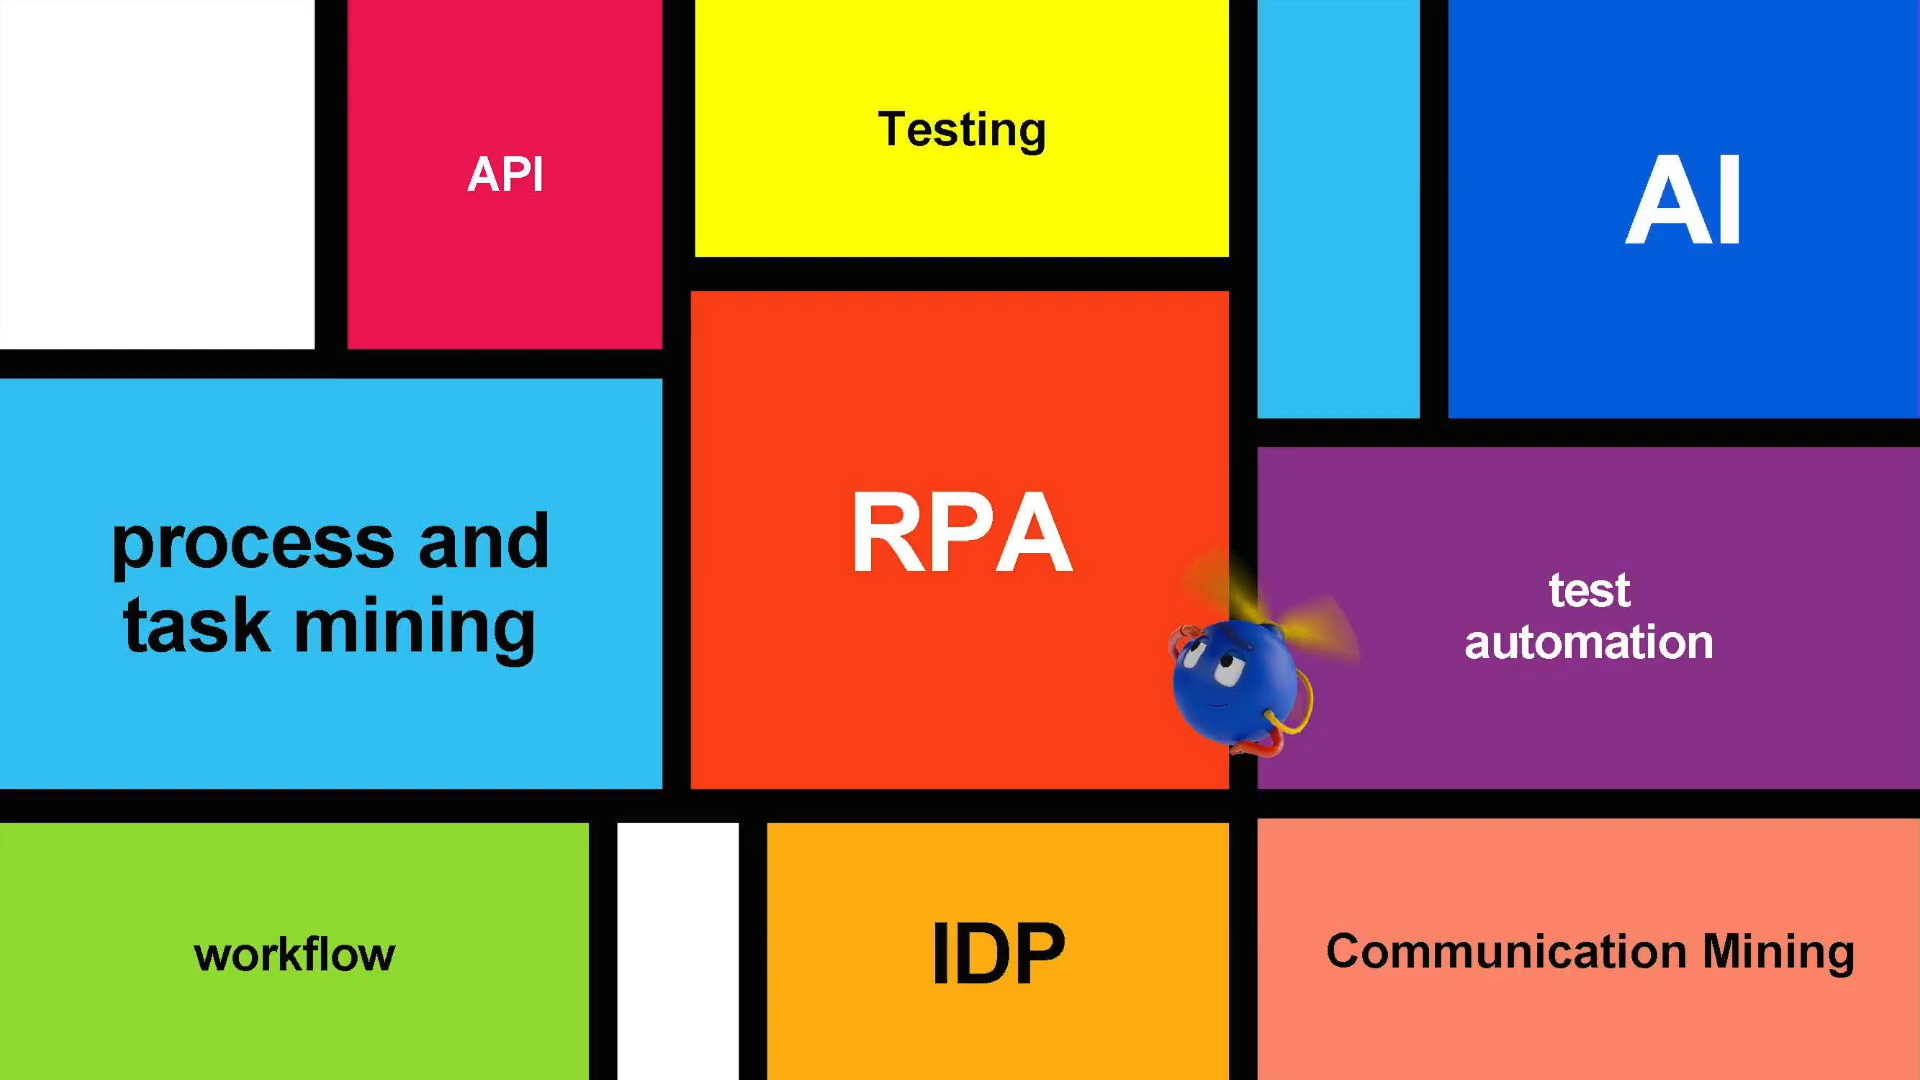 API
Testing
AI
process and
task mining
RPA
test
automation
workflow
IDP
Communication Mining